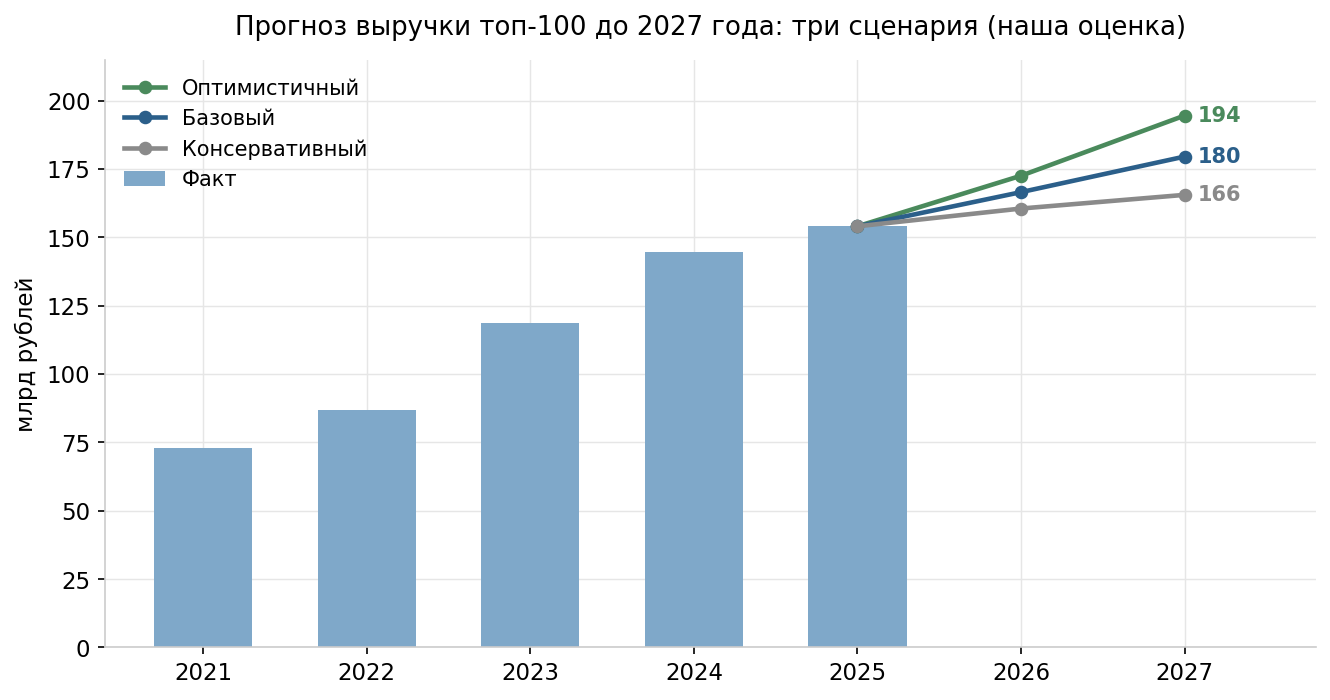 Прогноз выручки топ-100 до 2027 года: три сценария (наша оценка)
Оптимистичный
Базовый
Консервативный
Факт
млрд рублей
200
175
150
125
100
75
50
25
0
194
180
166
2021 2022 2023 2024 2025 2026 2027